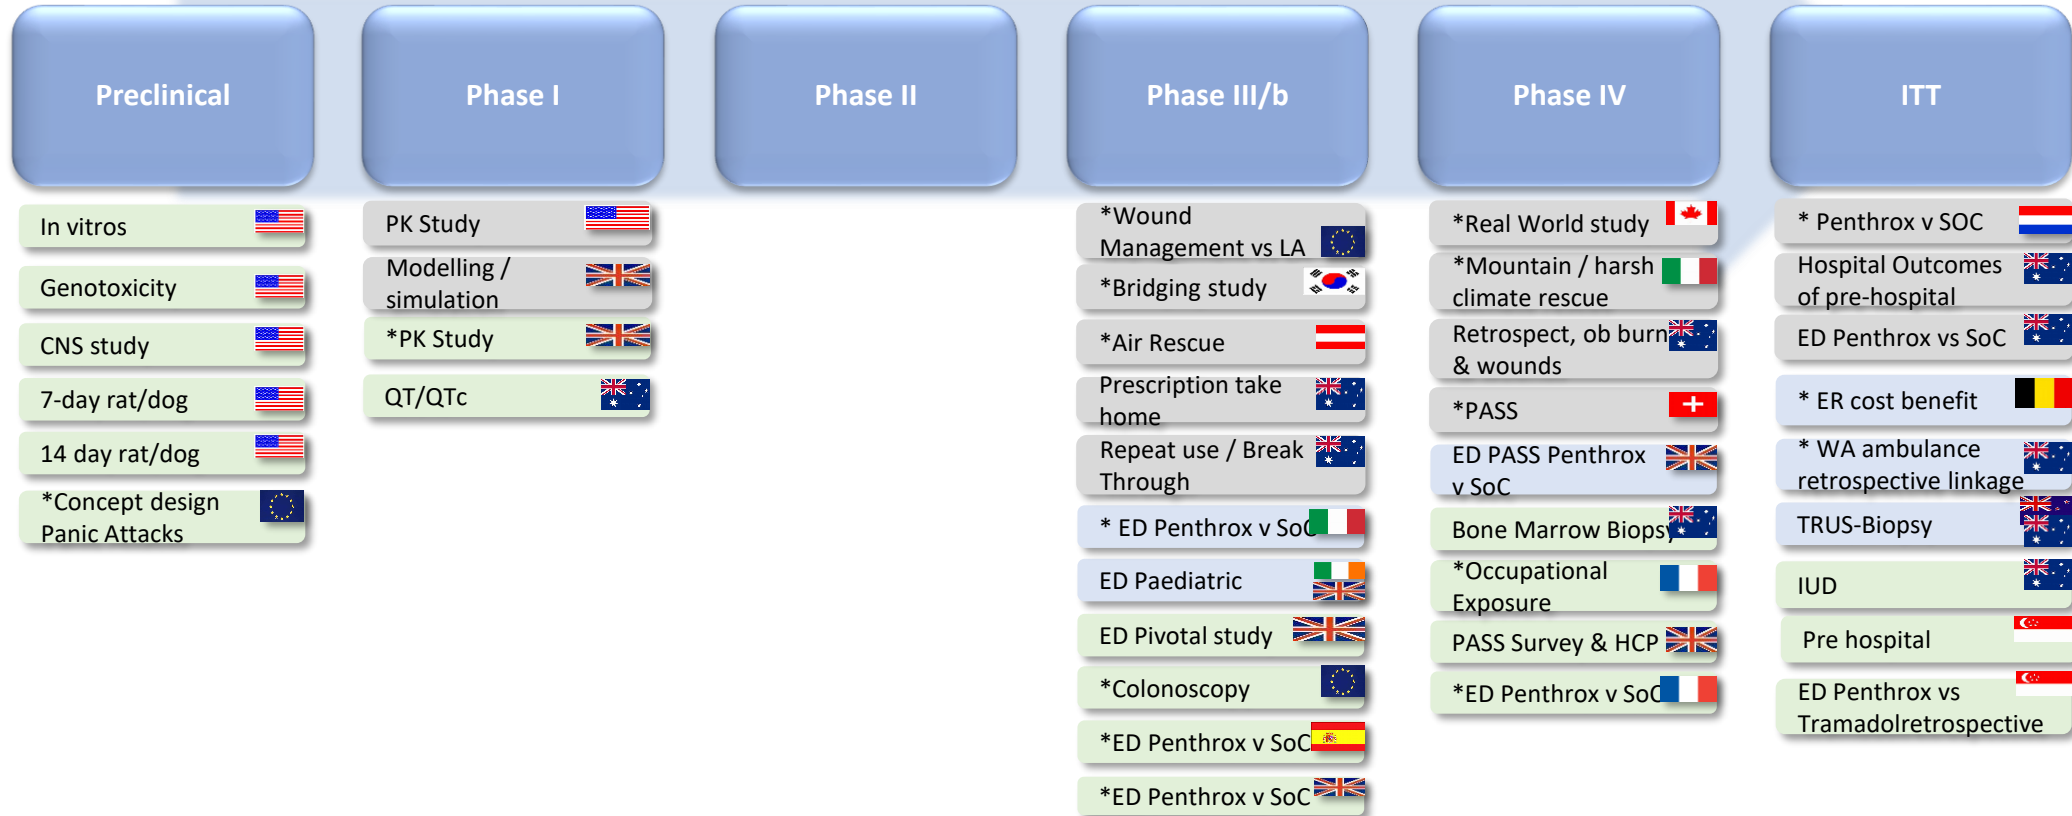 Preclinical
Phase I
Phase II
Phase III/b
Phase IV
ITT
In vitros
Genotoxicity
CNS study
7-day rat/dog
14 day rat/dog
*Concept design
Panic Attacks
PK Study
Modelling /
simulation
*PK Study
QT/QTc
*Wound
Management vs LA
*Bridging study
*Air Rescue
Prescription take
home
Repeat use / Break
Through
* ED Penthrox v SoC
ED Paediatric
ED Pivotal study
*Colonoscopy
*ED Penthrox v SoC
*ED Penthrox v SoC
*Real World study
*Mountain / harsh
climate rescue
Retrospect, ob burn
& wounds
*PASS
ED PASS Penthrox
v SoC
Bone Marrow Biopsy
*Occupational
Exposure
PASS Survey & HCP
*ED Penthrox v SoC
* Penthrox v SOC
Hospital Outcomes
of pre-hospital
ED Penthrox vs SoC
* ER cost benefit
* WA ambulance
retrospective linkage
TRUS-Biopsy
IUD
Pre hospital
ED Penthrox vs
Tramadolretrospective